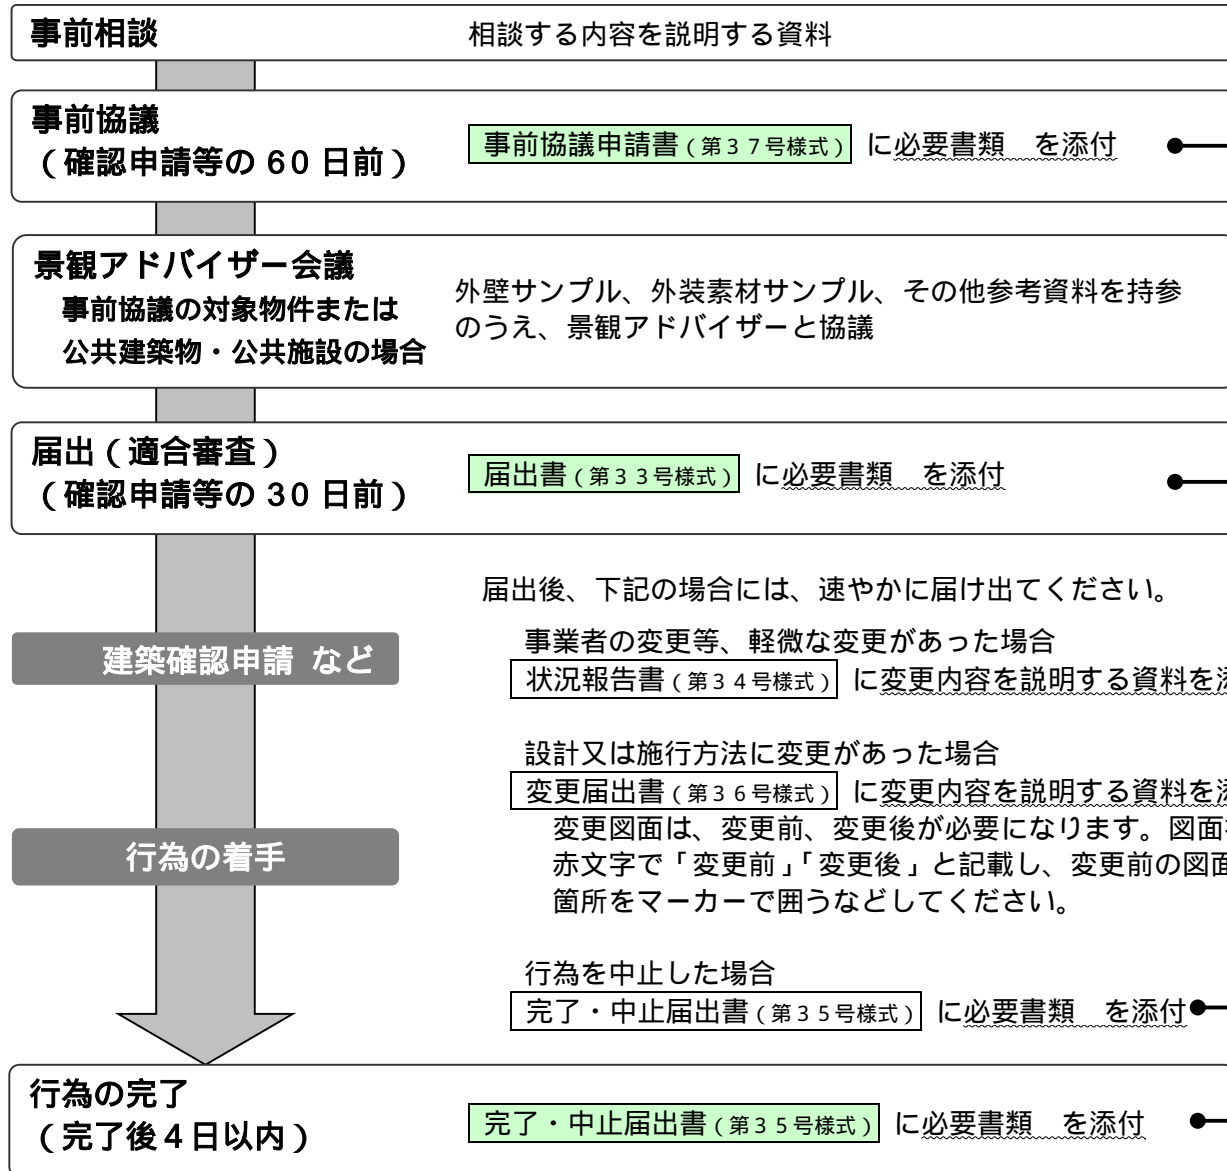 事前相談
相談する内容を説明する資料
事前協議
（確認申請等の 60 日前）
事前協議申請書（第３７号様式） に必要書類　を添付
景観アドバイザー会議
事前協議の対象物件または
公共建築物・公共施設の場合
外壁サンプル、外装素材サンプル、その他参考資料を持参
のうえ、景観アドバイザーと協議
届出（適合審査）
（確認申請等の 30 日前）
届出書（第３３号様式） に必要書類　を添付
届出後、下記の場合には、速やかに届け出てください。
建築確認申請 など
事業者の変更等、軽微な変更があった場合
状況報告書（第３４号様式） に変更内容を説明する資料を
設計又は施行方法に変更があった場合
変更届出書（第３６号様式） に変更内容を説明する資料を
変更図面は、変更前、変更後が必要になります。図面
行為の着手
赤文字で「変更前」「変更後」と記載し、変更前の図面
箇所をマーカーで囲うなどしてください。
行為を中止した場合
完了・中止届出書（第３５号様式） に必要書類　を添付
行為の完了
（完了後４日以内）
完了・中止届出書（第３５号様式） に必要書類　を添付